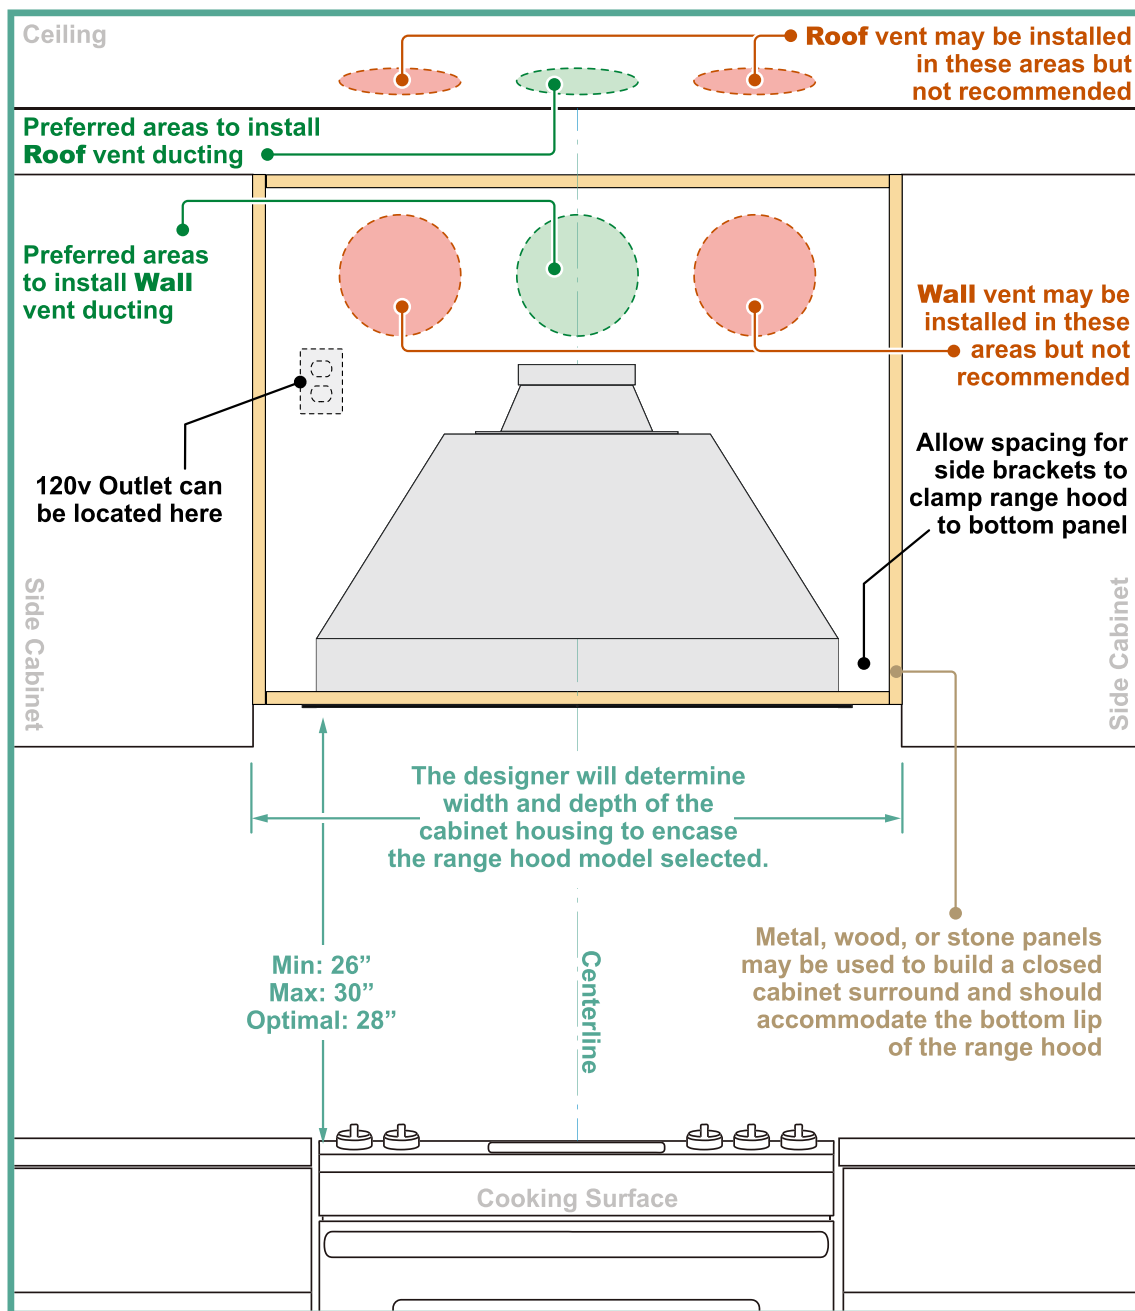 Ceiling
Roof vent may be installed
in these areas but
not recommended
Preferred areas to install
Roof vent ducting
Preferred areas
to install Wall
vent ducting
Wall vent may be
installed in these
areas but not
recommended
120v Outlet can
be located here
Allow spacing for
side brackets to
clamp range hood
to bottom panel
Side Cabinet
Side Cabinet
The designer will determine
width and depth of the
cabinet housing to encase
the range hood model selected.
Min: 26”
Max: 30”
Optimal: 28”
Centerline
Metal, wood, or stone panels
may be used to build a closed
cabinet surround and should
accommodate the bottom lip
of the range hood
Cooking Surface